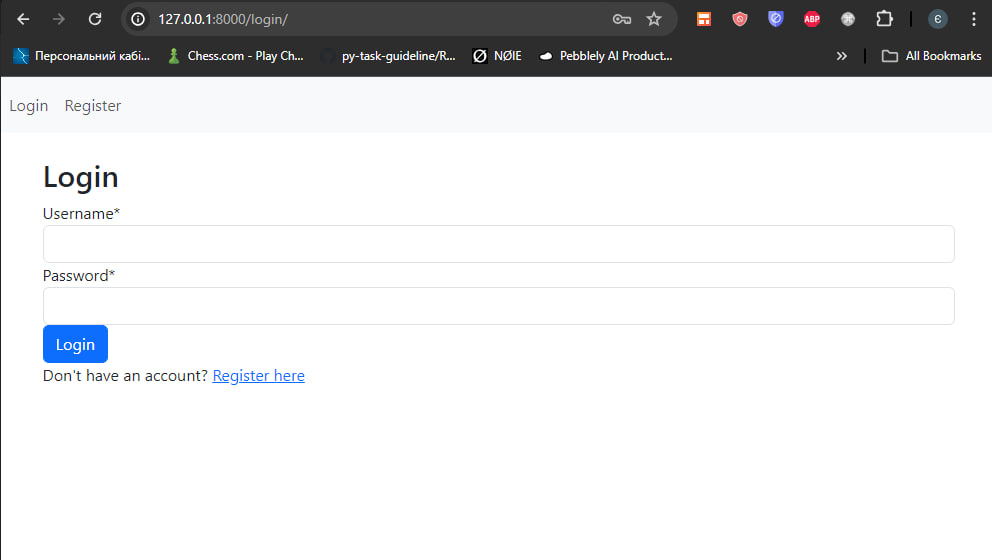 127.0.0.1:8000/login/
ABP
Є
Персональний кабі...
Chess.com - Play Ch...
py-task-guideline/R...
NØIE
Pebblely AI Product...
All Bookmarks
Login Register
Login
Username*
Password*
Login
Don't have an account? Register here